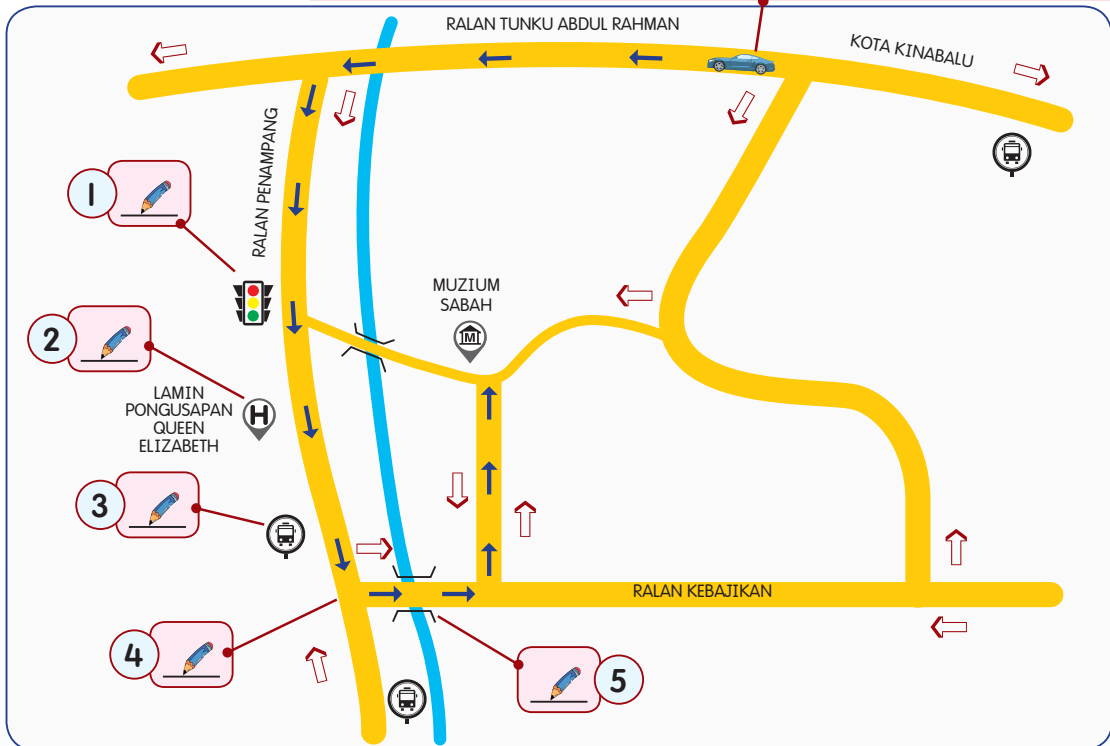 RALAN TUNKU ABDUL RAHMAN
KOTA KINABALU
RALAN PENAMPANG
1
MUZIUM
SABAH
M
2
LAMIN
PONGUSAPAN
QUEEN
ELIZABETH
H
3
RALAN KEBAJIKAN
4
5